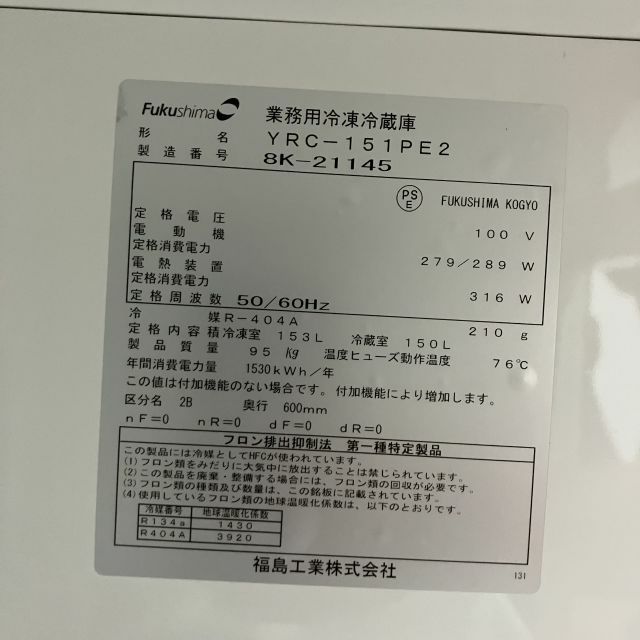 Fukushima 業務用冷凍冷蔵庫
形名 YRC-151PE2
製造番号 8K-21145
PS E FUKUSHIMA KOGYO
定格電圧 100 V
電動機
定格消費電力 279/289 W
電熱装置
定格消費電力 316 W
定格周波数 50/60Hz
冷媒 R-404A 210 g
定格内容積 冷凍室 153L 冷蔵室 150L
製品質量 95 Kg 温度ヒューズ動作温度 76℃
年間消費電力量 1530kWh/年
この値は付加機能のない場合です。付加機能により増加します。
区分名 2B 奥行 600mm
nF=0 nR=0 dF=0 dR=0
フロン排出抑制法 第一種特定製品
この製品には冷媒としてHFCが使われています。
(1) フロン類をみだりに大気中に放出することは禁じられています。
(2) この製品を廃棄・整備する場合には、フロン類の回収が必要です。
(3) フロン類の種類及び数量は、この銘板に記載されています。
(4) 使用しているフロン類の地球温暖化係数は、以下のとおりです。
冷媒番号 地球温暖化係数
R134a 1430
R404A 3920
福島工業株式会社
131